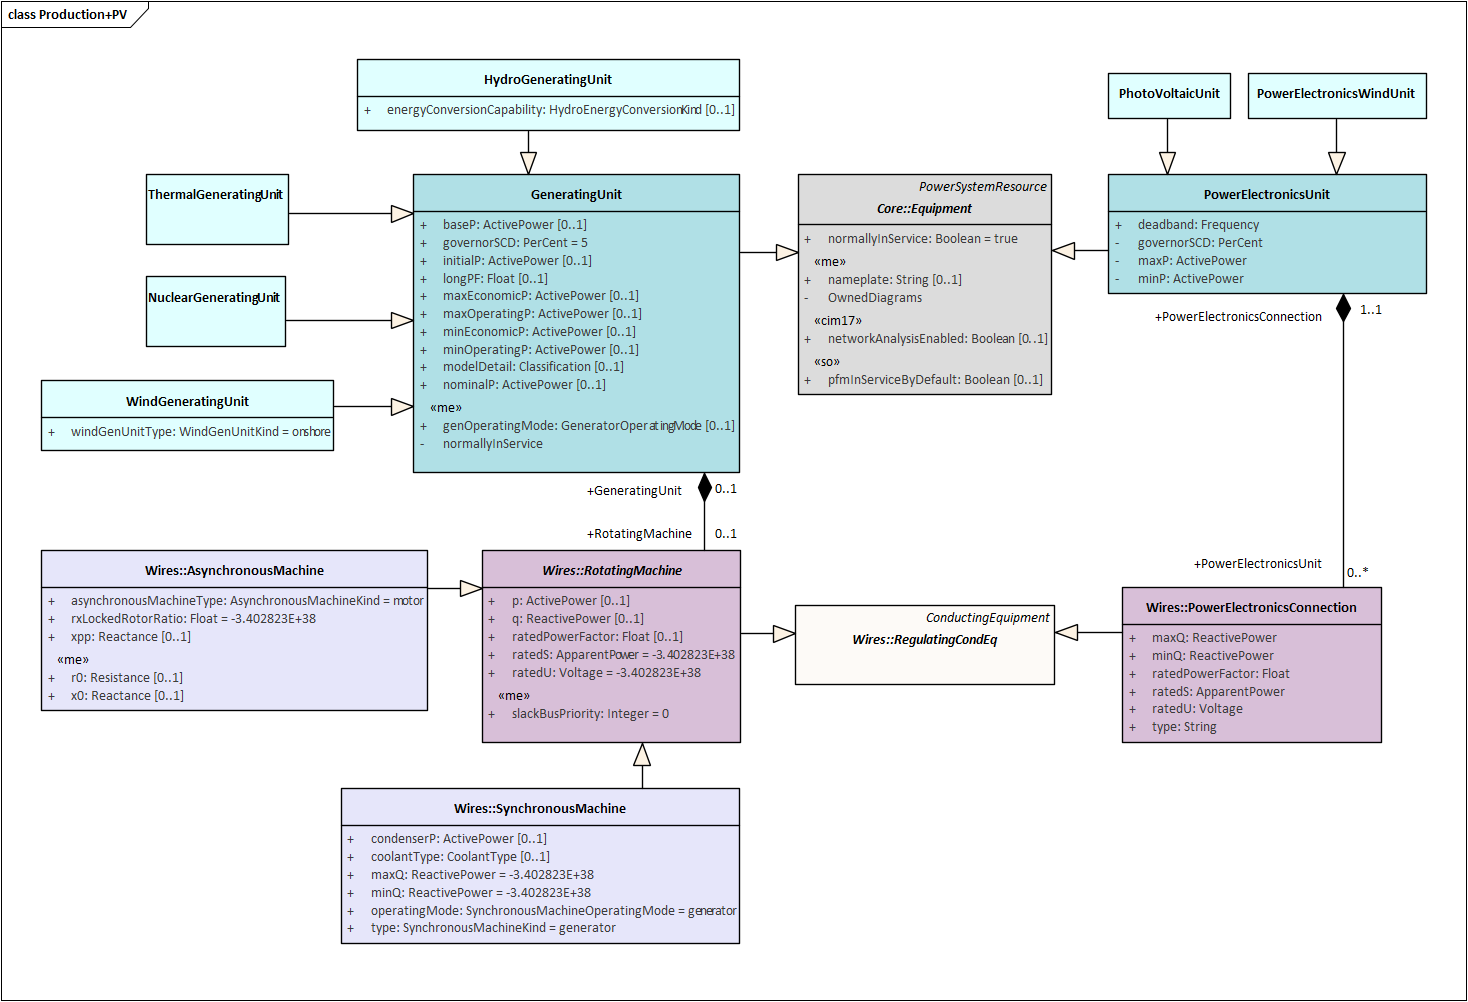 class Production+PV
HydroGeneratingUnit
+ energyConversionCapability: HydroEnergyConversionKind [0..1]
PhotoVoltaicUnit
PowerElectronicsWindUnit
ThermalGeneratingUnit
NuclearGeneratingUnit
WindGeneratingUnit
+ windGenUnitType: WindGenUnitKind = onshore
GeneratingUnit
+ baseP: ActivePower [0..1]
+ governorSCD: PerCent = 5
+ initialP: ActivePower [0..1]
+ longPF: Float [0..1]
+ maxEconomicP: ActivePower [0..1]
+ maxOperatingP: ActivePower [0..1]
+ minEconomicP: ActivePower [0..1]
+ minOperatingP: ActivePower [0..1]
+ modelDetail: Classification [0..1]
+ nominalP: ActivePower [0..1]
«me»
+ genOperatingMode: GeneratorOperatingMode [0..1]
- normallyInService
PowerSystemResource
Core::Equipment
+ normallyInService: Boolean = true
«me»
+ nameplate: String [0..1]
- OwnedDiagrams
«cim17»
+ networkAnalysisEnabled: Boolean [0..1]
«so»
+ pfmInServiceByDefault: Boolean [0..1]
PowerElectronicsUnit
+ deadband: Frequency
- governorSCD: PerCent
- maxP: ActivePower
- minP: ActivePower
+PowerElectronicsConnection
1..1
+GeneratingUnit
0..1
+RotatingMachine
0..1
+PowerElectronicsUnit
0..*
Wires::AsynchronousMachine
+ asynchronousMachineType: AsynchronousMachineKind = motor
+ rxLockedRotorRatio: Float = -3.402823E+38
+ xpp: Reactance [0..1]
«me»
+ r0: Resistance [0..1]
+ x0: Reactance [0..1]
Wires::RotatingMachine
+ p: ActivePower [0..1]
+ q: ReactivePower [0..1]
+ ratedPowerFactor: Float [0..1]
+ ratedS: ApparentPower = -3.402823E+38
+ ratedU: Voltage = -3.402823E+38
«me»
+ slackBusPriority: Integer = 0
ConductingEquipment
Wires::RegulatingCondEq
Wires::PowerElectronicsConnection
+ maxQ: ReactivePower
+ minQ: ReactivePower
+ ratedPowerFactor: Float
+ ratedS: ApparentPower
+ ratedU: Voltage
+ type: String
Wires::SynchronousMachine
+ condenserP: ActivePower [0..1]
+ coolantType: CoolantType [0..1]
+ maxQ: ReactivePower = -3.402823E+38
+ minQ: ReactivePower = -3.402823E+38
+ operatingMode: SynchronousMachineOperatingMode = generator
+ type: SynchronousMachineKind = generator